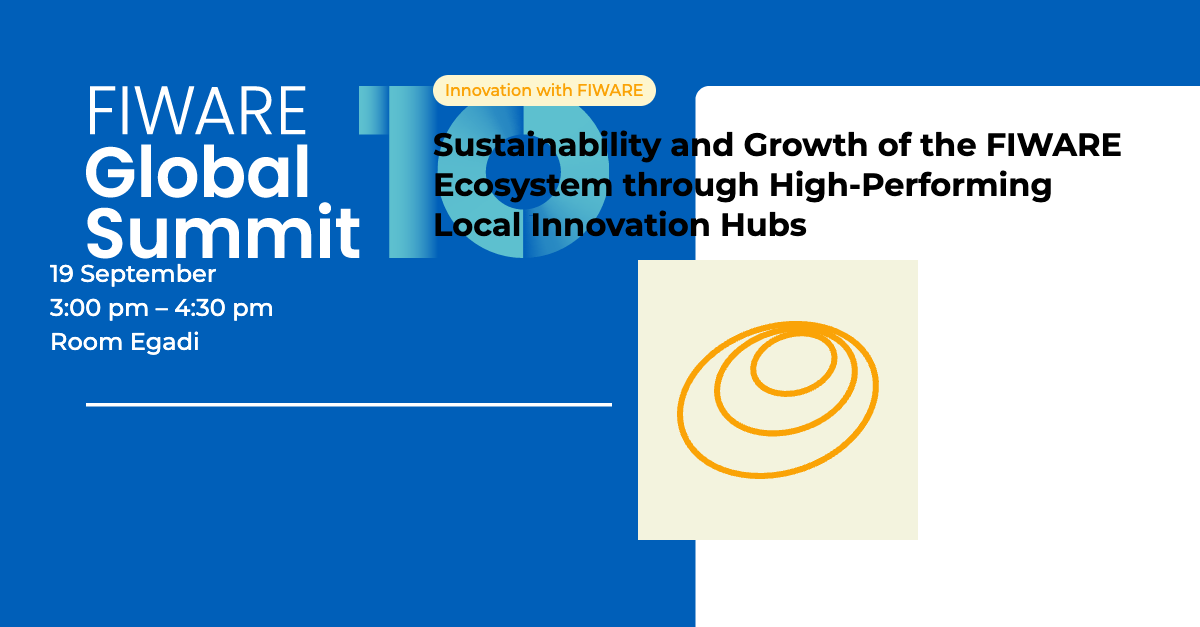 FIWARE
Global
Summit
10
Innovation with FIWARE
Sustainability and Growth of the FIWARE
Ecosystem through High-Performing
Local Innovation Hubs
19 September
3:00 pm – 4:30 pm
Room Egadi